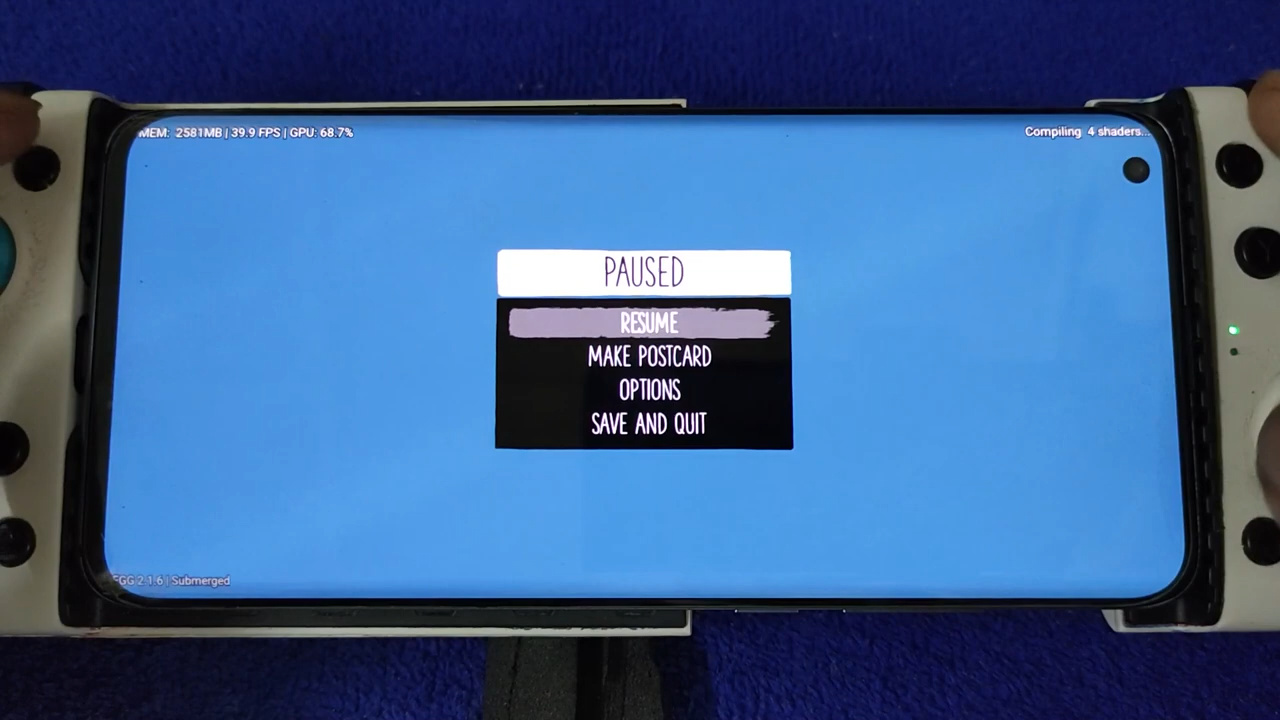 MEM: 2581MB | 39.9 FPS | GPU: 68.7%
Compiling 4 shaders...
PAUSED
RESUME
MAKE POSTCARD
OPTIONS
SAVE AND QUIT
EGG 2.1.6 | Submerged